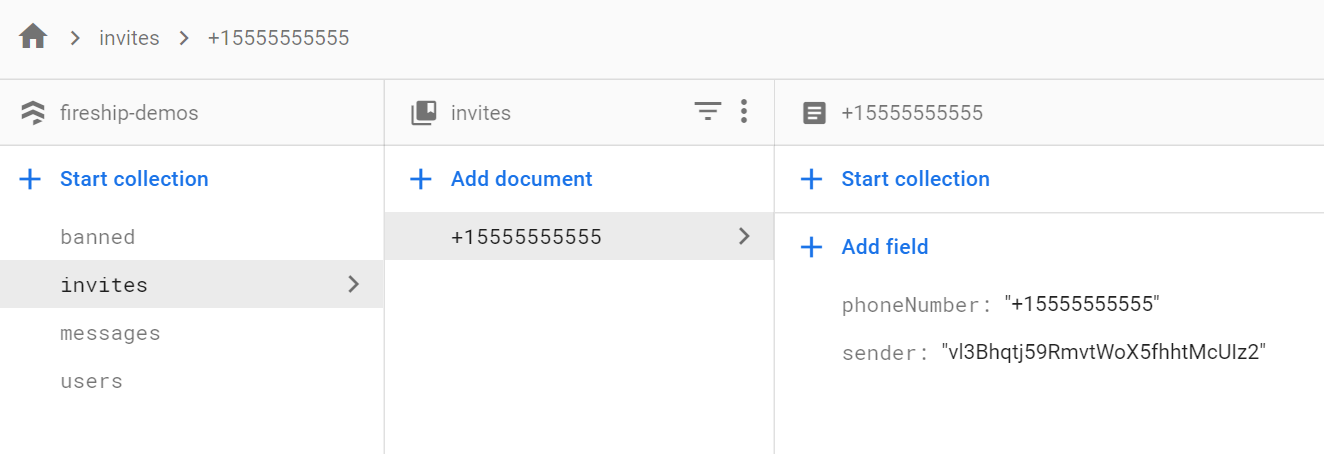 invites +15555555555
fireship-demos
Start collection
banned
invites
messages
users
invites
Add document
+15555555555
+15555555555
Start collection
Add field
phoneNumber: "+15555555555"
sender: "vl3Bhqtj59RmvtWoX5fhhtMcUIz2"